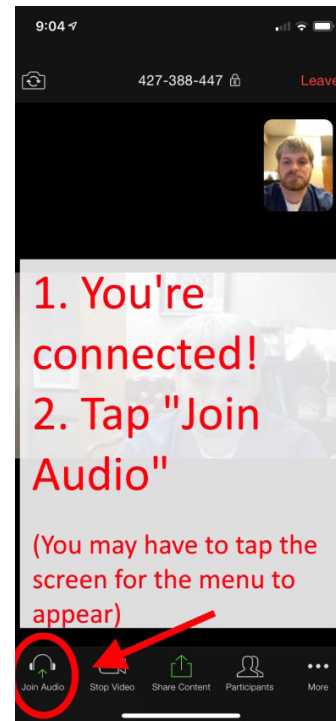 9:04
427-388-447
Leave
1. You're
connected!
2. Tap "Join
Audio"
(You may have to tap the
screen for the menu to
appear)
Join Audio Stop Video Share Content Participants More